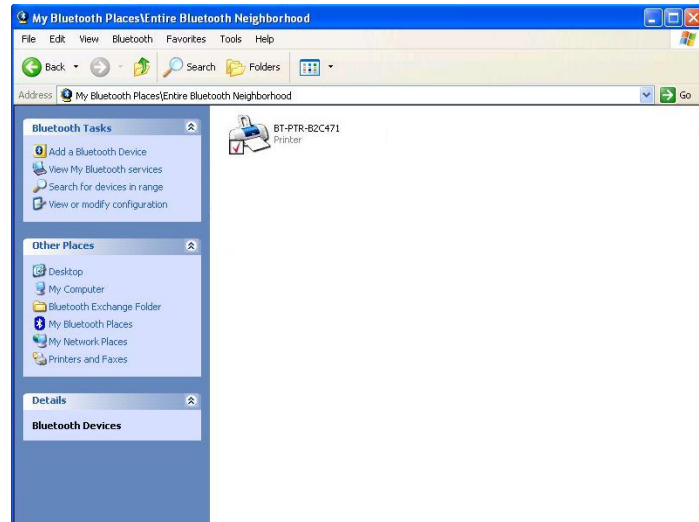 My Bluetooth Places\Entire Bluetooth Neighborhood
File Edit View Bluetooth Favorites Tools Help
Back Search Folders
Address My Bluetooth Places\Entire Bluetooth Neighborhood Go
Bluetooth Tasks
Add a Bluetooth Device
View My Bluetooth services
Search for devices in range
View or modify configuration
Other Places
Desktop
My Computer
Bluetooth Exchange Folder
My Bluetooth Places
My Network Places
Printers and Faxes
Details
Bluetooth Devices
BT-PTR-B2C471
Printer